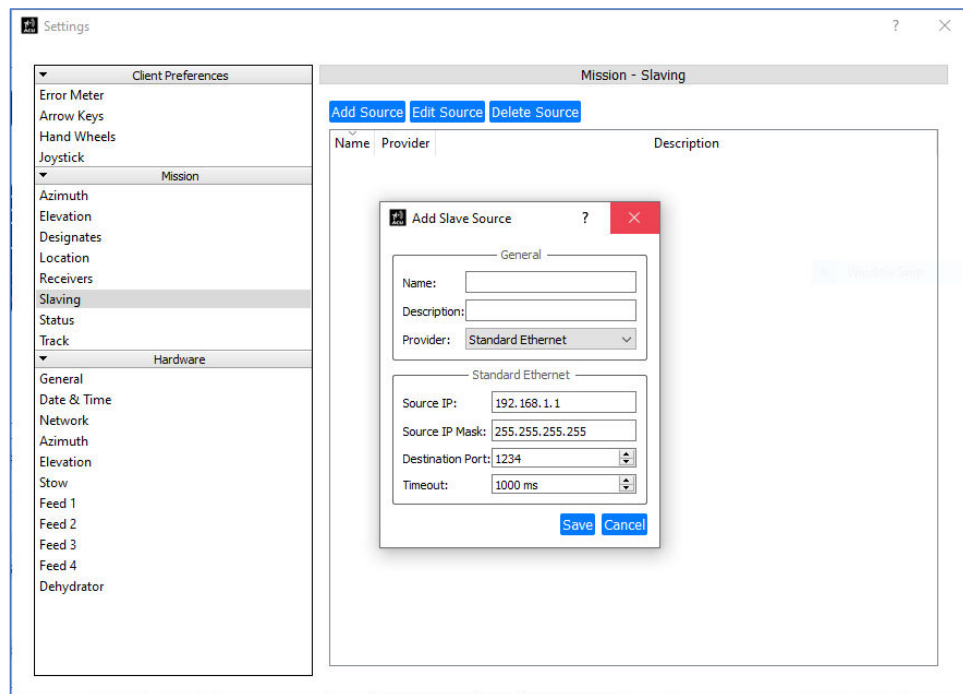 Settings
?
Client Preferences
Error Meter
Arrow Keys
Hand Wheels
Joystick
Mission
Azimuth
Elevation
Designates
Location
Receivers
Slaving
Status
Track
Hardware
General
Date & Time
Network
Azimuth
Elevation
Stow
Feed 1
Feed 2
Feed 3
Feed 4
Dehydrator
Mission - Slaving
Add Source Edit Source Delete Source
Name Provider Description
Add Slave Source ?
General
Name:
Description:
Provider: Standard Ethernet
Standard Ethernet
Source IP: 192.168.1.1
Source IP Mask: 255.255.255.255
Destination Port: 1234
Timeout: 1000 ms
Save Cancel